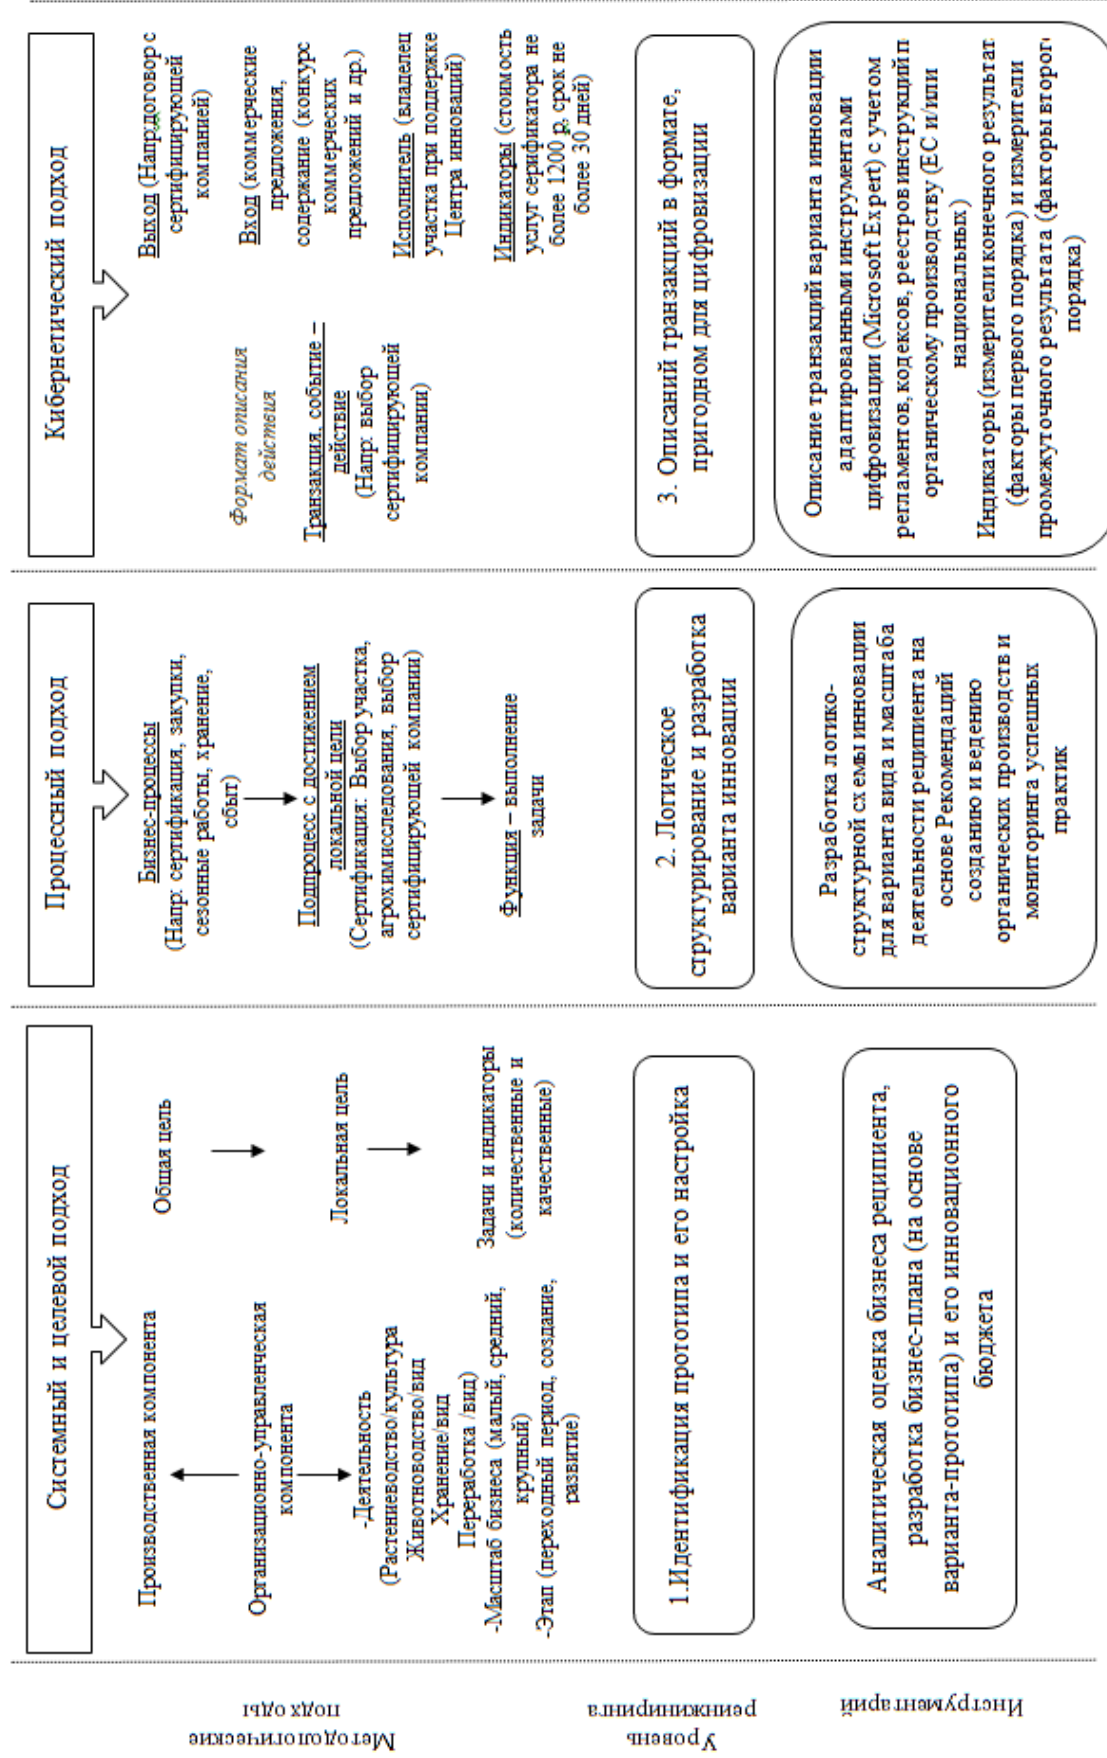 Системный и целевой подход
Производственная компонента
Организационно-управленческая
компонента
-Деятельность
(Растениеводство/культура
Животноводство/вид
Хранение/вид
Переработка /вид)
-Масштаб бизнеса (малый, средний,
крупный)
-Этап (переходный период, создание,
развитие)
Общая цель
Локальная цель
Задачи и индикаторы
(количественные и
качественные)
Процессный подход
Бизнес-процессы
(Напр: сертификация, закупки,
сезонные работы, хранение,
сбыт)
Подпроцесс с достижением
локальной цели
(Сертификация: Выбор участка,
агрохимисследования, выбор
сертифицирующей компании)
Функция – выполнение
задачи
Кибернетический подход
Формат описания
действия
Транзакция. событие –
действие
(Напр: выбор
сертифицирующей
компании)
Выход (Напр:договор с
сертифицирующей
компанией)
Вход (коммерческие
предложения,
содержание (конкурс
коммерческих
предложений и др.)
Исполнитель (владелец
участка при поддержке
Центра инноваций)
Индикаторы (стоимость
услуг серификатора не
более 1200 р, срок не
более 30 дней)
Методологические
подходы
1.Идентификация прототипа и его настройка
2. Логическое
структурирование и разработка
варианта инновации
3. Описаний транзакций в формате,
пригодном для цифровизации
Уровень
реинжиниринга
Аналитическая оценка бизнеса реципиента,
разработка бизнес-плана (на основе
варианта-прототипа) и его инновационного
бюджета
Разработка логико-
структурной схемы инновации
для варианта вида и масштаба
деятельности реципиента на
основе Рекомендаций
созданию и ведению
органических производств и
мониторинга успешных
практик
Описание транзакций варианта инновации
адаптированными инструментами
цифровизации (Microsoft Expert) с учетом
регламентов, кодексов, реестров инструкций п
органическому производству (ЕС и/или
национальных)
Индикаторы (измерители конечного результат
(факторы первого порядка) и измерители
промежуточного результата (факторы второг
порядка)
Инструментарий